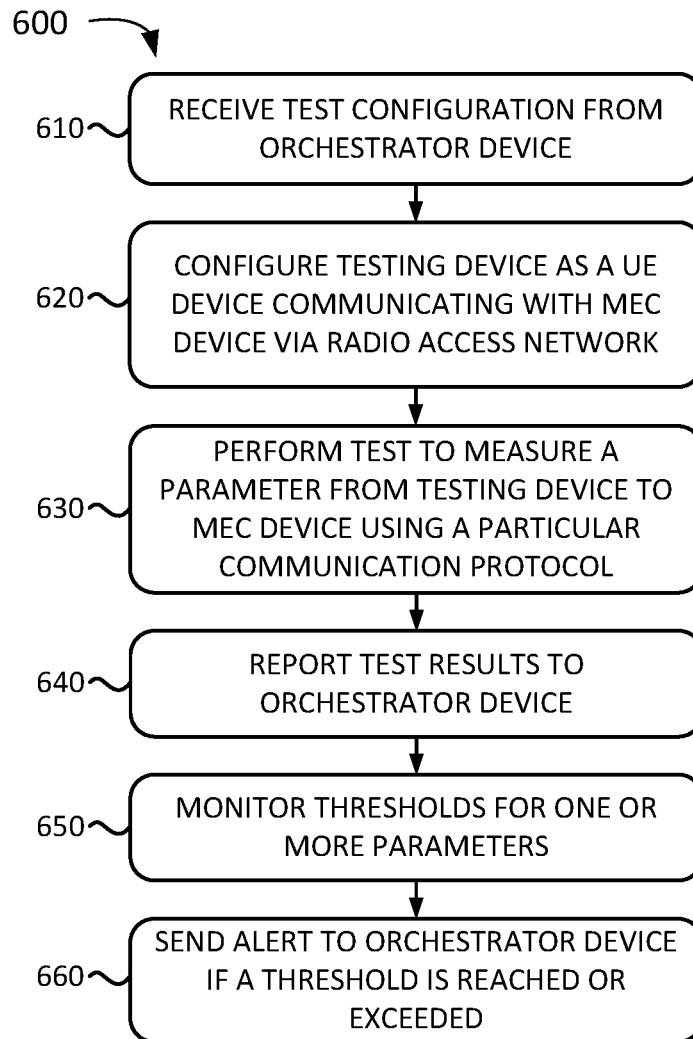 600
610
RECEIVE TEST CONFIGURATION FROM
ORCHESTRATOR DEVICE
620
CONFIGURE TESTING DEVICE AS A UE
DEVICE COMMUNICATING WITH MEC
DEVICE VIA RADIO ACCESS NETWORK
630
PERFORM TEST TO MEASURE A
PARAMETER FROM TESTING DEVICE TO
MEC DEVICE USING A PARTICULAR
COMMUNICATION PROTOCOL
640
REPORT TEST RESULTS TO
ORCHESTRATOR DEVICE
650
MONITOR THRESHOLDS FOR ONE OR
MORE PARAMETERS
660
SEND ALERT TO ORCHESTRATOR DEVICE
IF A THRESHOLD IS REACHED OR
EXCEEDED